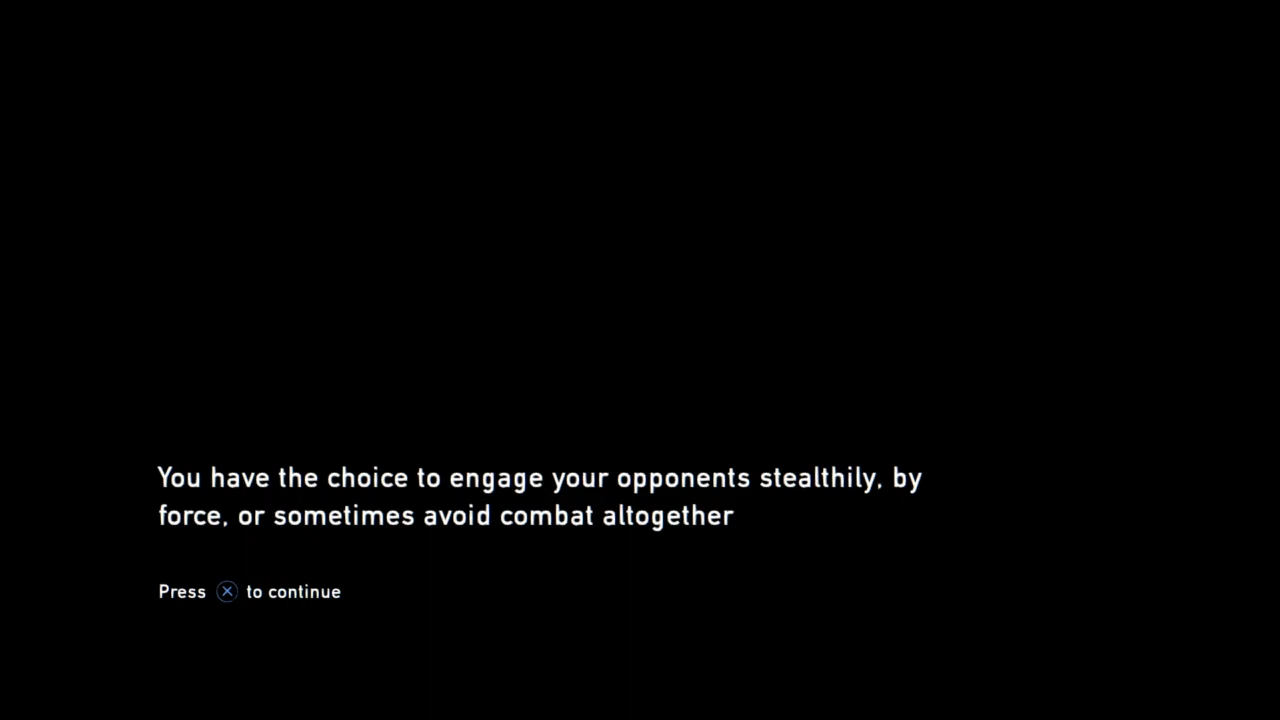 You have the choice to engage your opponents stealthily, by
force, or sometimes avoid combat altogether
Press ⓧ to continue